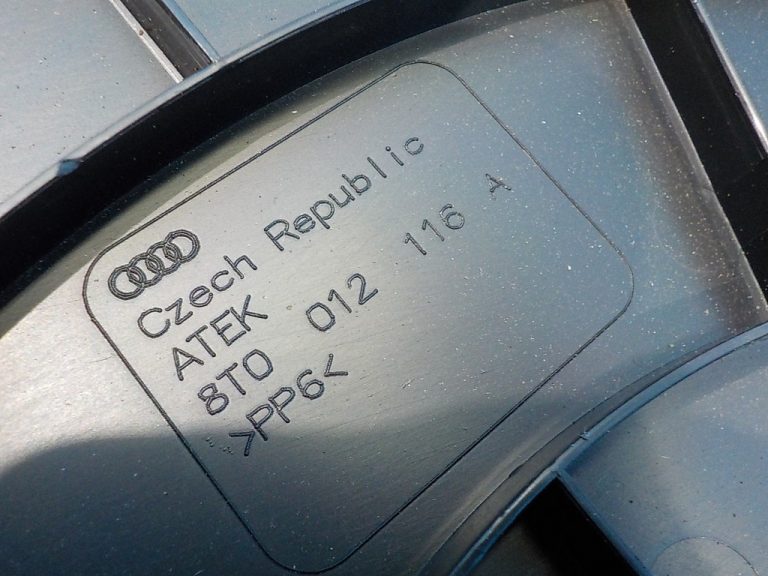 Czech Republic
ATEK
8T0 012 116 A
>PP6<